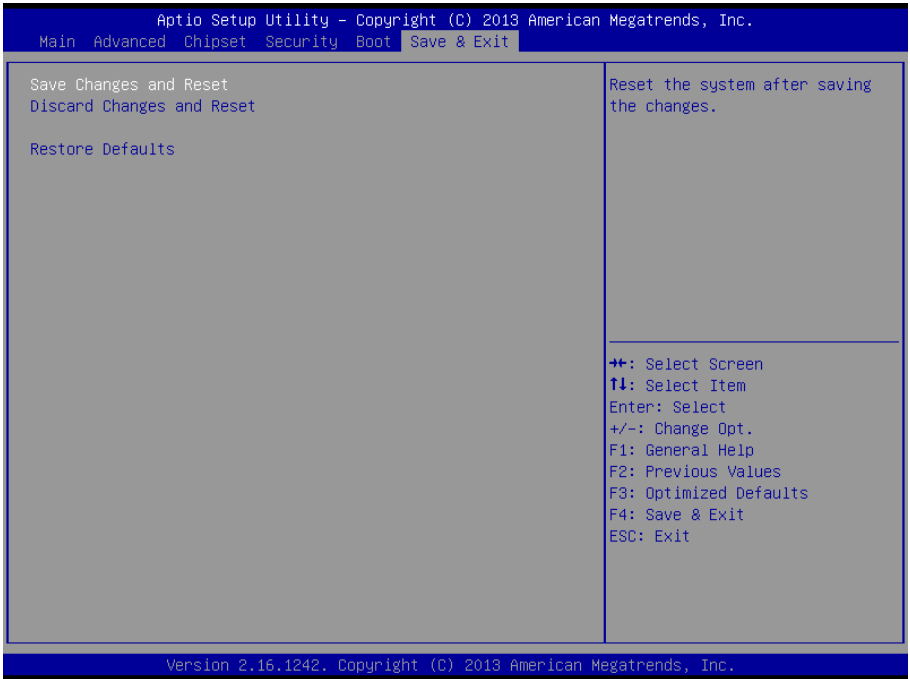 Aptio Setup Utility – Copyright (C) 2013 American Megatrends, Inc.
Main Advanced Chipset Security Boot Save & Exit
Save Changes and Reset
Discard Changes and Reset
Restore Defaults
Reset the system after saving
the changes.
→←: Select Screen
↑↓: Select Item
Enter: Select
+/-: Change Opt.
F1: General Help
F2: Previous Values
F3: Optimized Defaults
F4: Save & Exit
ESC: Exit
Version 2.16.1242. Copyright (C) 2013 American Megatrends, Inc.